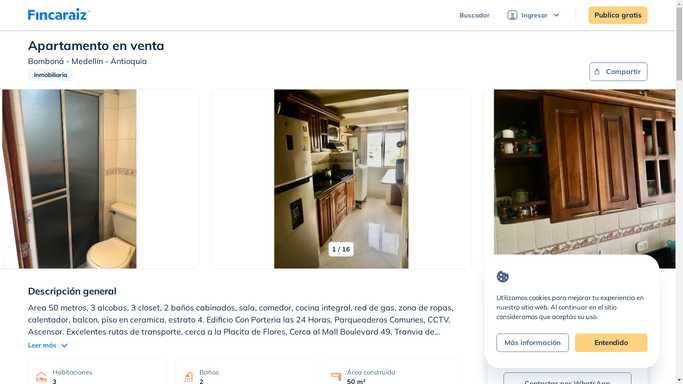 Fincaraiz
Buscador
Ingresar
Publica gratis
Apartamento en venta
Bomboná - Medellín - Antioquia
Inmobiliaria
Compartir
1 / 16
Descripción general
Area 50 metros, 3 alcobas, 3 closet, 2 baños cabinados, sala, comedor, cocina integral, red de gas, zona de ropas,
calentador, balcon, piso en ceramica, estrato 4. Edificio Con Porteria las 24 Horas, Parqueaderos Comunes, CCTV,
Ascensor. Excelentes rutas de transporte, cerca a la Placita de Flores, Cerca al Mall Boulevard 49, Tranvia de...
Leer más
Habitaciones
3
Baños
2
Área construida
50 m²
Utilizamos cookies para mejorar tu experiencia en
nuestro sitio web. Al continuar en el sitio
consideramos que aceptas su uso.
Más información
Entendido
Contactar por WhatsApp